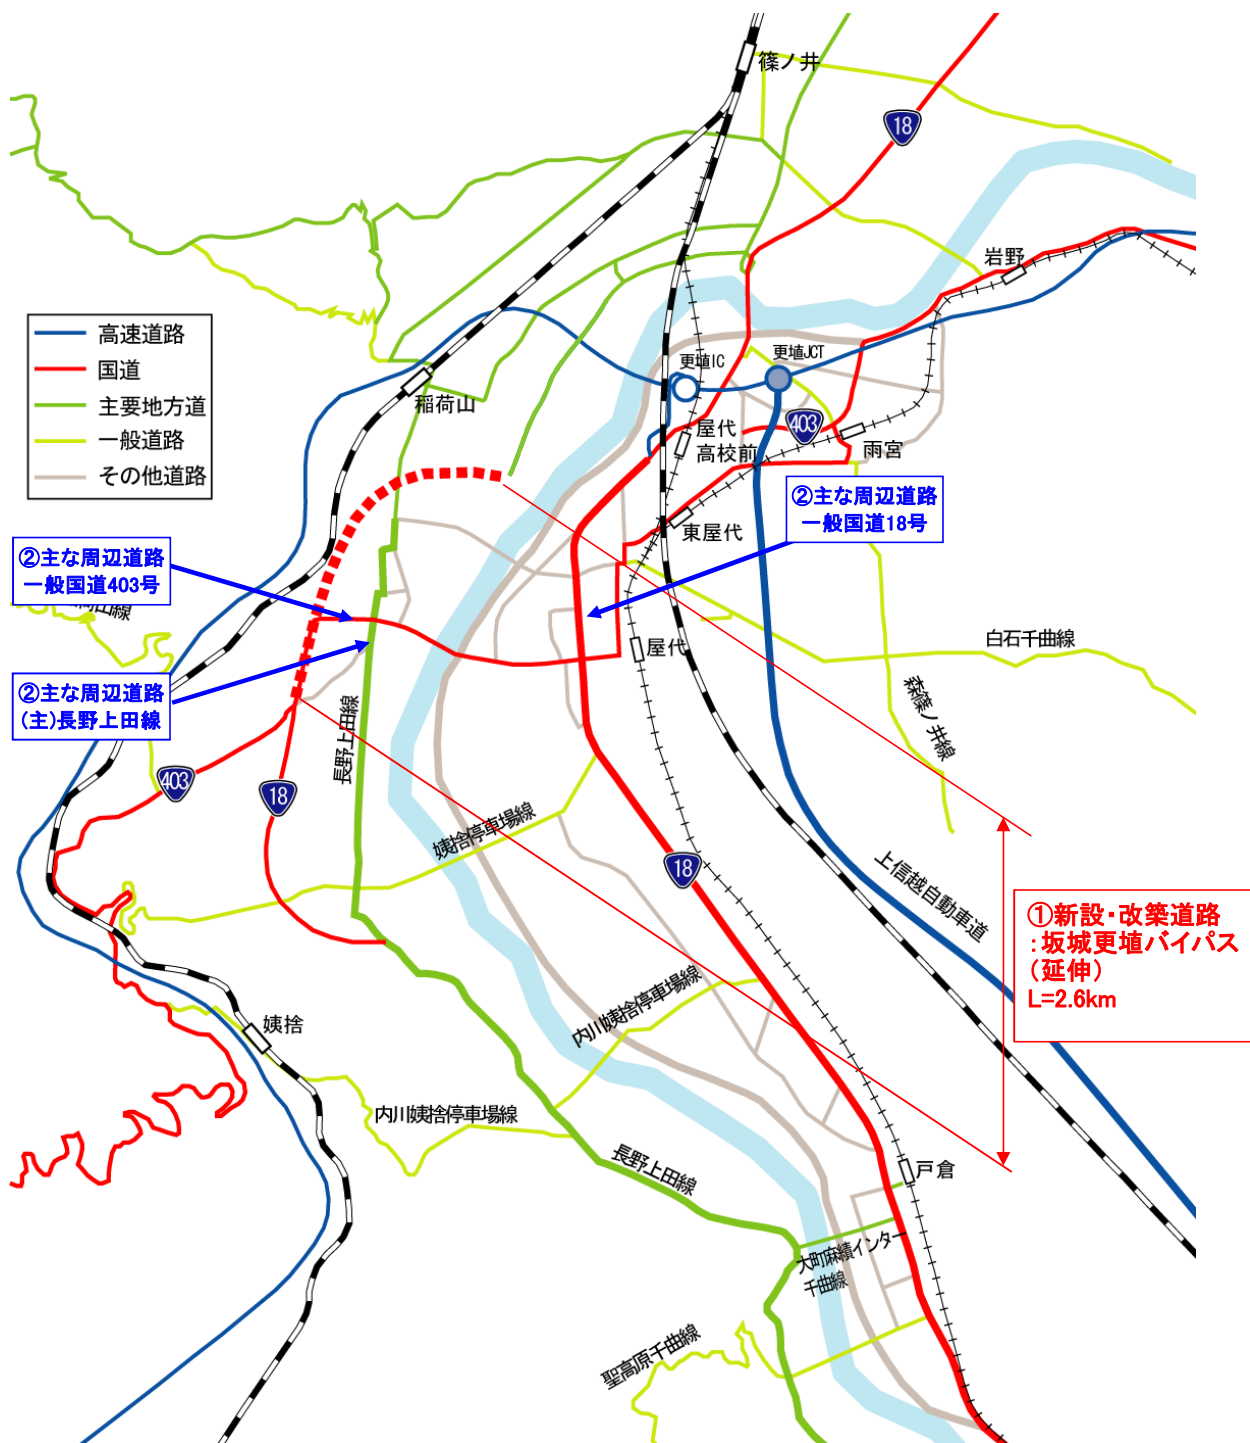 篠ノ井
18
岩野
高速道路
国道
主要地方道
一般道路
その他道路
稲荷山
更埴IC
更埴JCT
屋代
高校前
403
雨宮
②主な周辺道路
一般国道18号
東屋代
②主な周辺道路
一般国道403号
屋代
白石千曲線
②主な周辺道路
(主)長野上田線
森篠ノ井線
長野上田線
403
18
姨捨停車場線
18
上信越自動車道
①新設・改築道路
:坂城更埴バイパス
(延伸)
L=2.6km
姨捨
内川姨捨停車場線
内川姨捨停車場線
長野上田線
戸倉
大町麻績インター
千曲線
聖高原千曲線